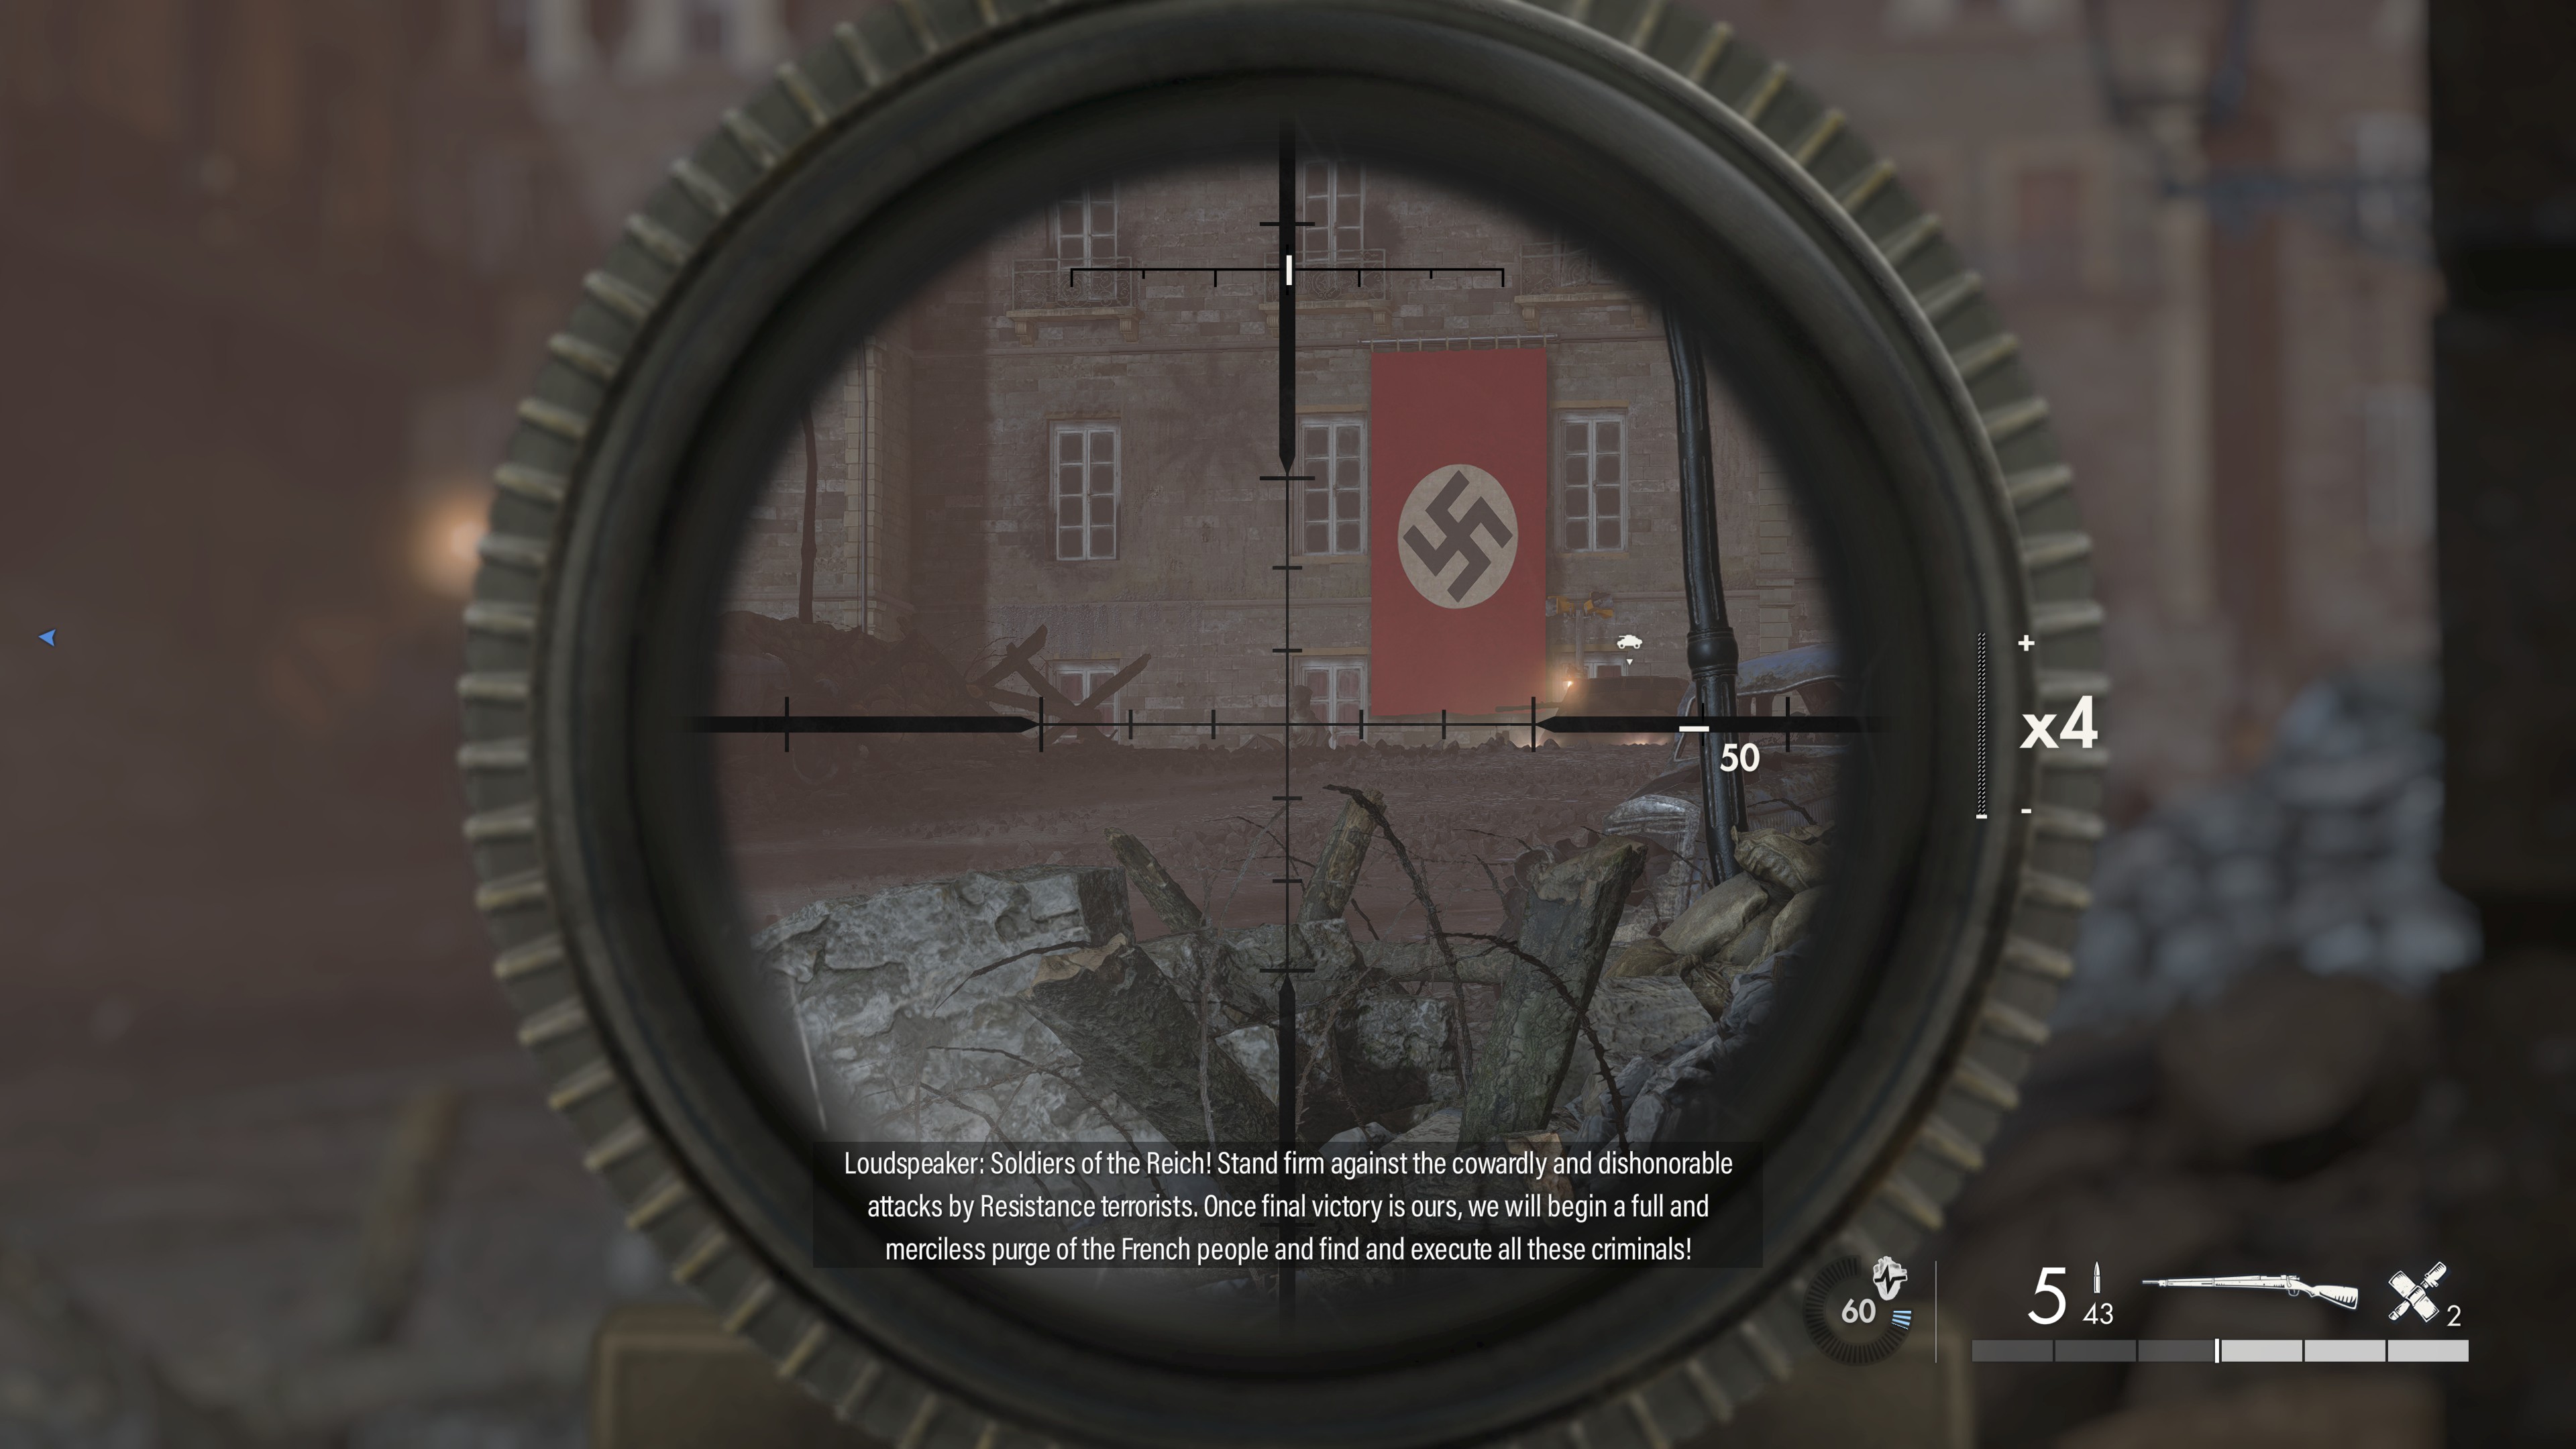 +
x4
-
50
Loudspeaker: Soldiers of the Reich! Stand firm against the cowardly and dishonorable
attacks by Resistance terrorists. Once final victory is ours, we will begin a full and
merciless purge of the French people and find and execute all these criminals!
60
5
43
2